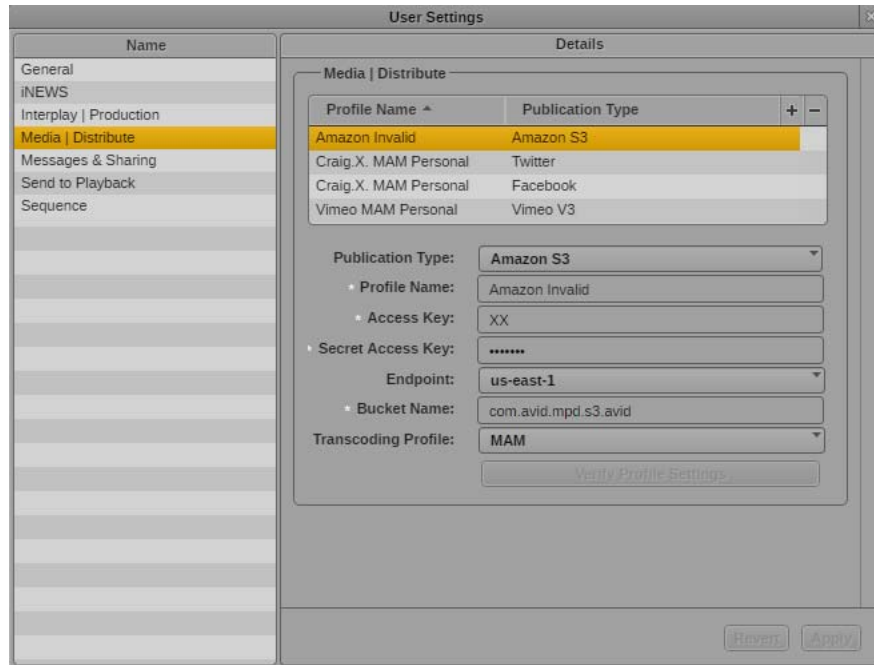 User Settings
Name
General
iNEWS
Interplay | Production
Media | Distribute
Messages & Sharing
Send to Playback
Sequence
Details
Media | Distribute
Profile Name Publication Type + −
Amazon Invalid Amazon S3
Craig.X. MAM Personal Twitter
Craig.X. MAM Personal Facebook
Vimeo MAM Personal Vimeo V3
Publication Type: Amazon S3
* Profile Name: Amazon Invalid
* Access Key: XX
* Secret Access Key: •••••••
Endpoint: us-east-1
* Bucket Name: com.avid.mpd.s3.avid
Transcoding Profile: MAM
Verify Profile Settings
Revert Apply